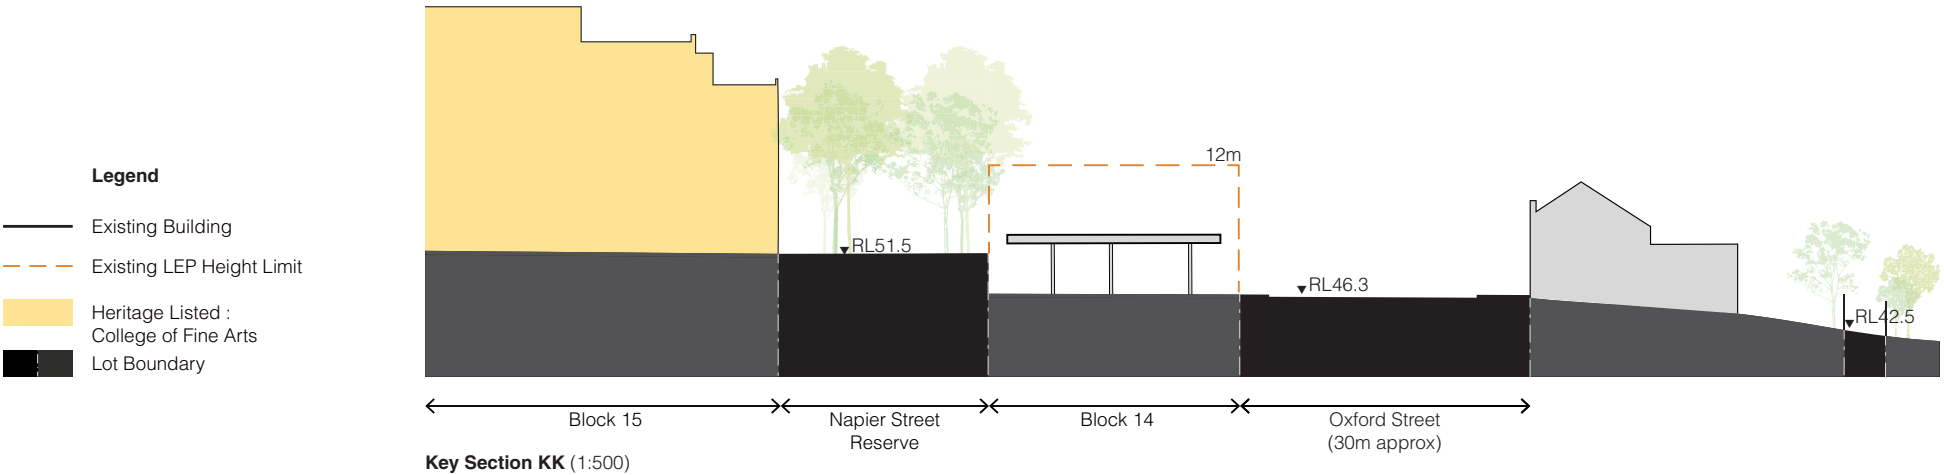 Legend
Existing Building
Existing LEP Height Limit
Heritage Listed :
College of Fine Arts
Lot Boundary
12m
RL51.5
RL46.3
RL42.5
Block 15
Napier Street
Reserve
Block 14
Oxford Street
(30m approx)
Key Section KK (1:500)